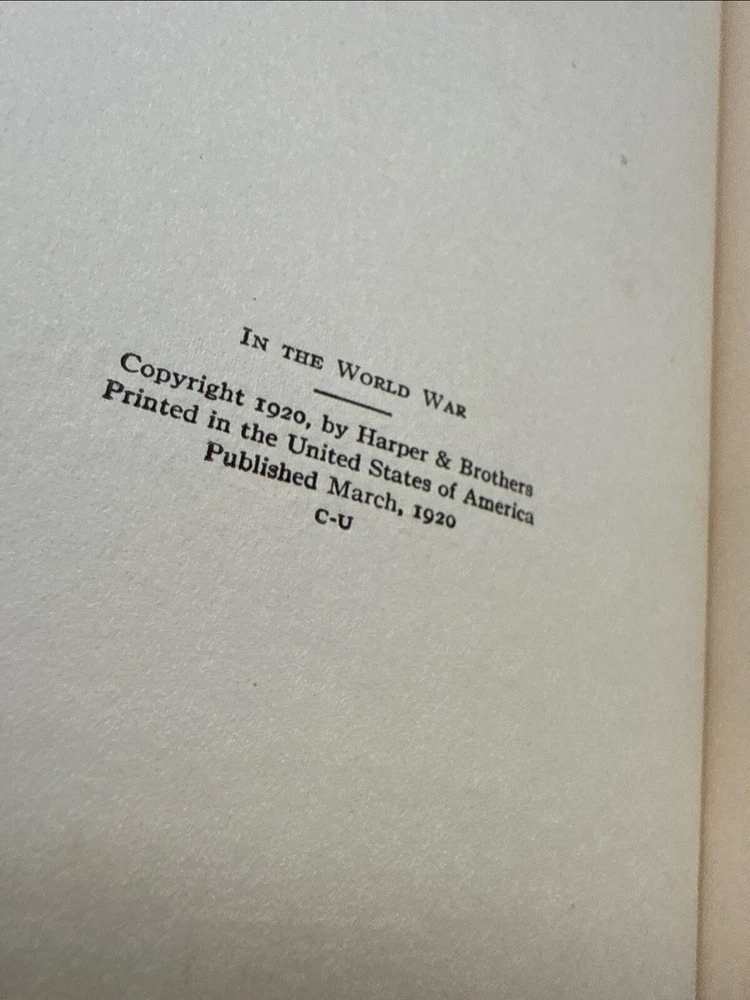 In the World War
Copyright 1920, by Harper & Brothers
Printed in the United States of America
Published March, 1920
C-U